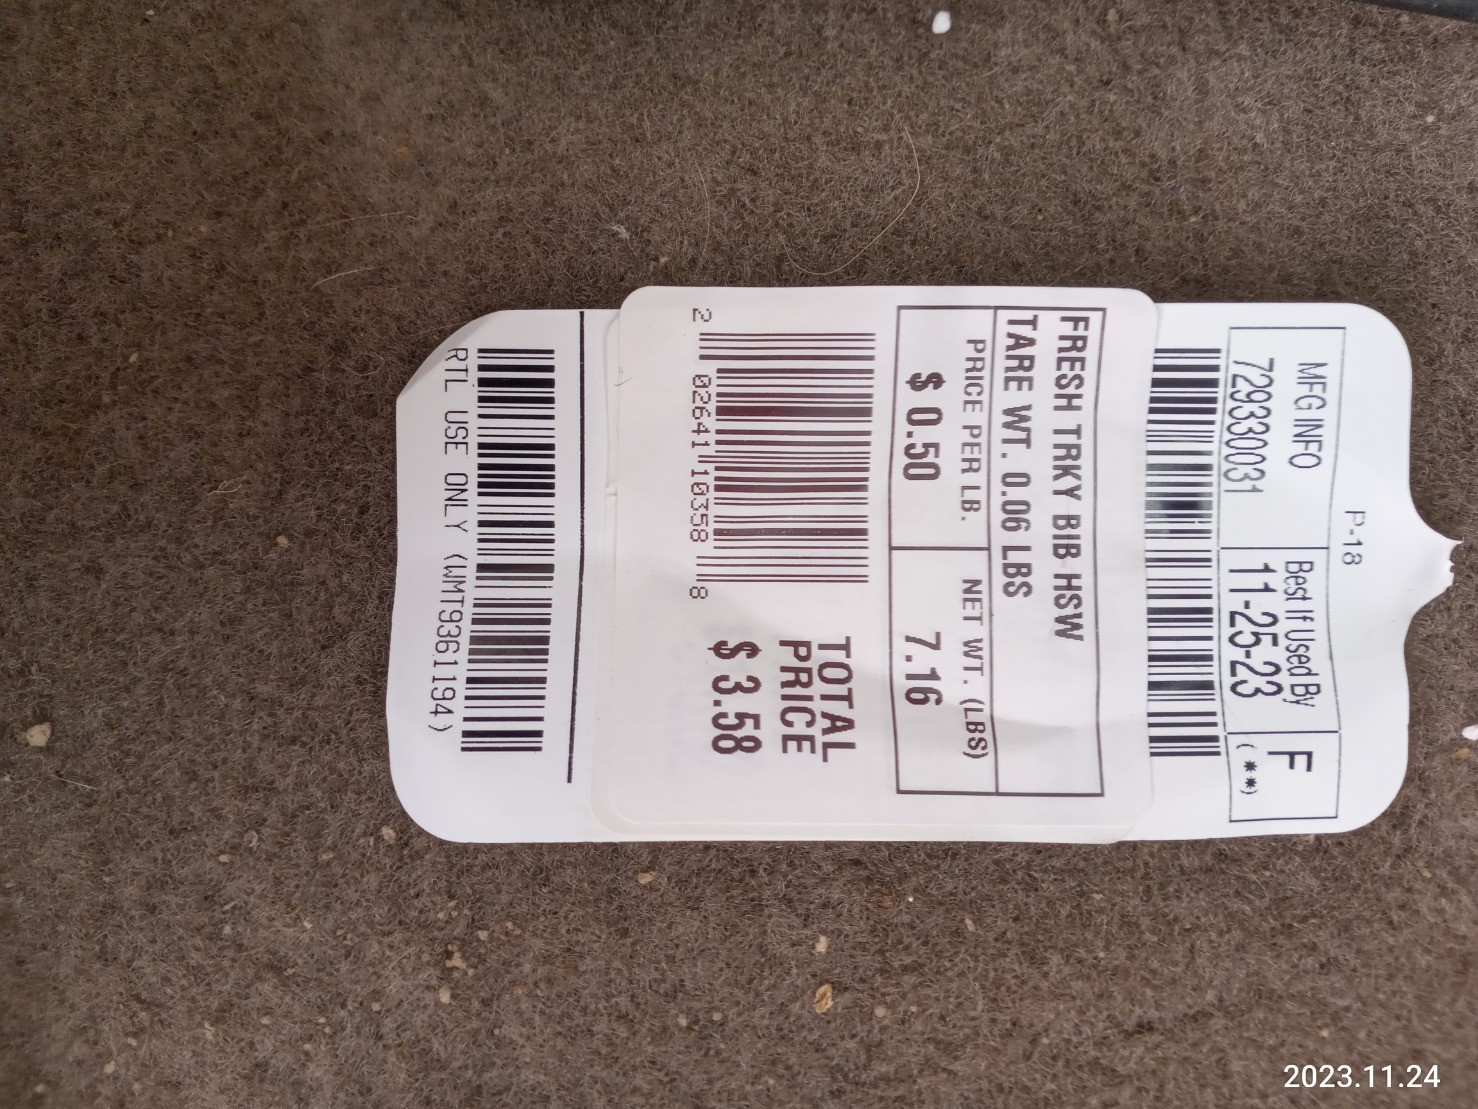 P-18
MFG INFO
729330031
Best If Used By
11-25-23
F
(**)
FRESH TRKY BIB HSW
TARE WT. 0.06 LBS
PRICE PER LB.
$ 0.50
NET WT. (LBS)
7.16
2 02641 10358 8
TOTAL
PRICE
$ 3.58
RTL USE ONLY (WMT9361194)
2023.11.24